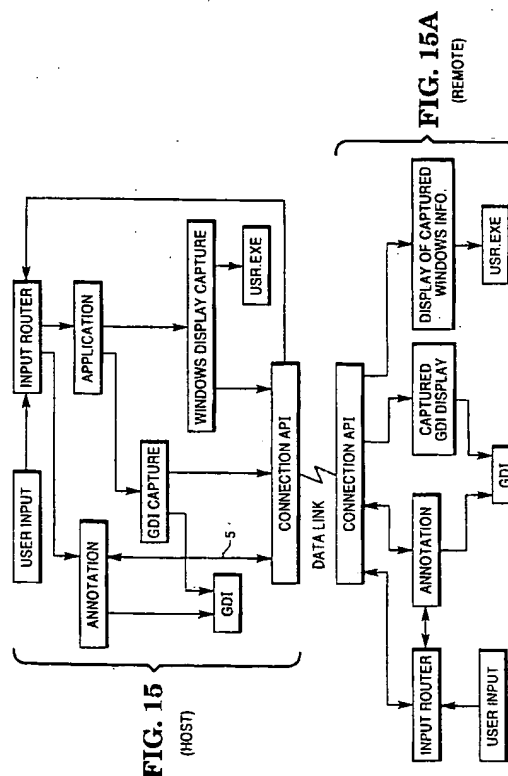 FIG. 15
(HOST)
USER INPUT
INPUT ROUTER
ANNOTATION
APPLICATION
GDI CAPTURE
5
GDI
WINDOWS DISPLAY CAPTURE
USR.EXE
CONNECTION API
DATA LINK
FIG. 15A
(REMOTE)
CONNECTION API
INPUT ROUTER
USER INPUT
ANNOTATION
CAPTURED
GDI DISPLAY
GDI
DISPLAY OF CAPTURED
WINDOWS INFO.
USR.EXE